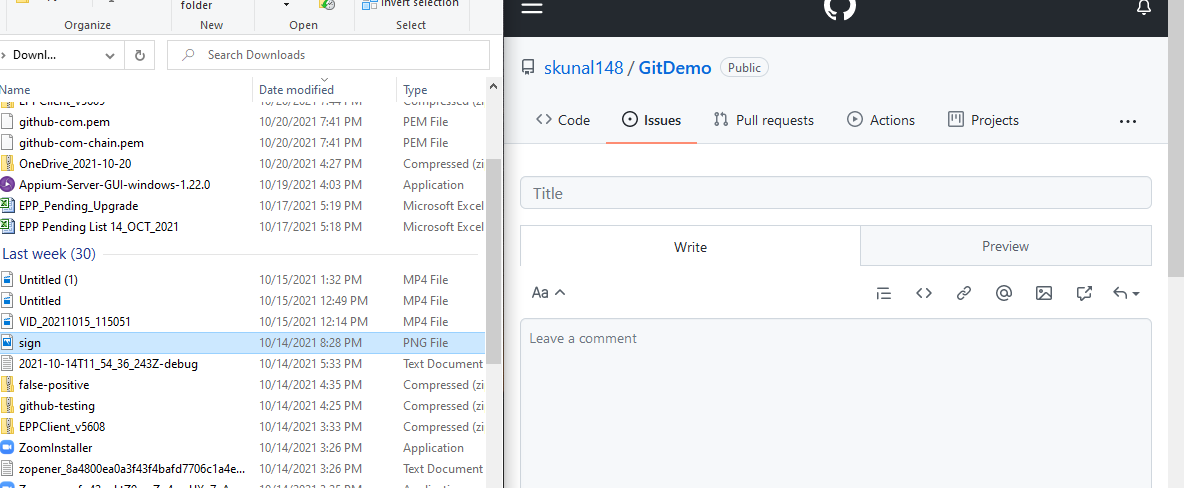 folder
Invert selection
Organize
New
Open
Select
Downl...
Search Downloads
Name
Date modified
Type
EPPClient_v5609
10/20/2021 7:44 PM
Compressed (zi
github-com.pem
10/20/2021 7:41 PM
PEM File
github-com-chain.pem
10/20/2021 7:41 PM
PEM File
OneDrive_2021-10-20
10/20/2021 4:27 PM
Compressed (zi
Appium-Server-GUI-windows-1.22.0
10/19/2021 4:03 PM
Application
EPP_Pending_Upgrade
10/17/2021 5:19 PM
Microsoft Excel
EPP Pending List 14_OCT_2021
10/17/2021 5:18 PM
Microsoft Excel
Last week (30)
Untitled (1)
10/15/2021 1:32 PM
MP4 File
Untitled
10/15/2021 12:49 PM
MP4 File
VID_20211015_115051
10/15/2021 12:14 PM
MP4 File
sign
10/14/2021 8:28 PM
PNG File
2021-10-14T11_54_36_243Z-debug
10/14/2021 5:33 PM
Text Document
false-positive
10/14/2021 4:35 PM
Compressed (zi
github-testing
10/14/2021 4:25 PM
Compressed (zi
EPPClient_v5608
10/14/2021 3:33 PM
Compressed (zi
ZoomInstaller
10/14/2021 3:26 PM
Application
zopener_8a4800ea0a3f43f4bafd7706c1a4e...
10/14/2021 3:26 PM
Text Document
skunal148 / GitDemo
Public
Code
Issues
Pull requests
Actions
Projects
Title
Write
Preview
Aa
Leave a comment